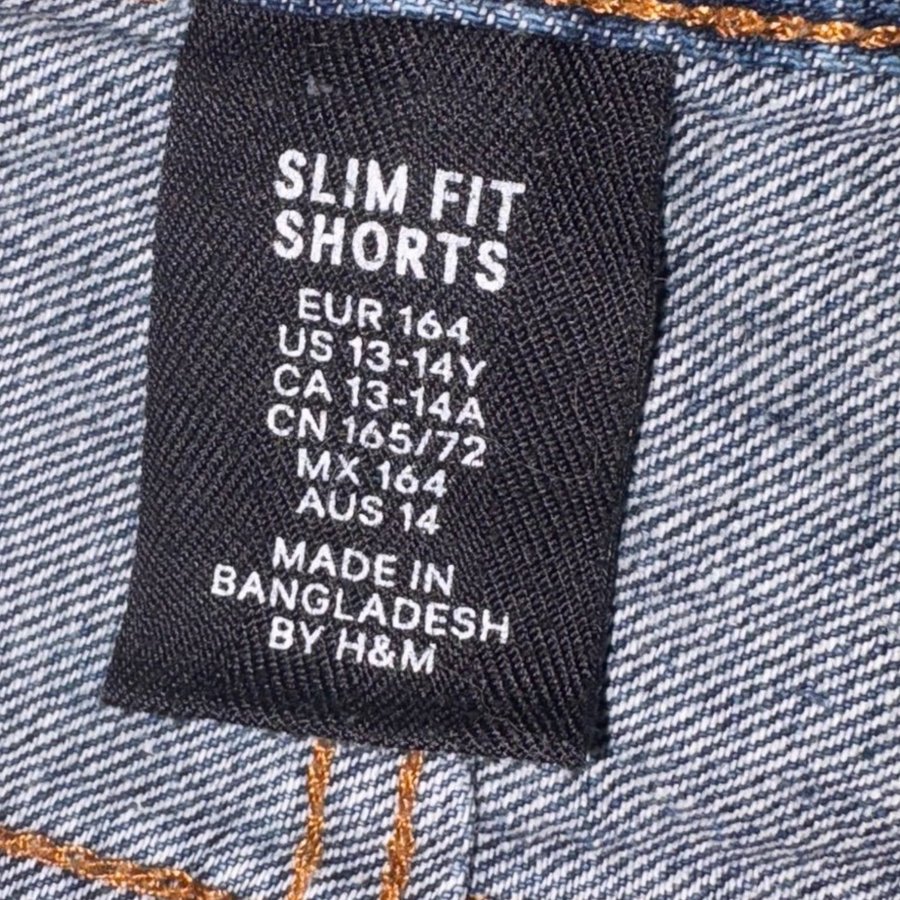 SLIM FIT
SHORTS
EUR 164
US 13-14Y
CA 13-14A
CN 165/72
MX 164
AUS 14
MADE IN
BANGLADESH
BY H&M